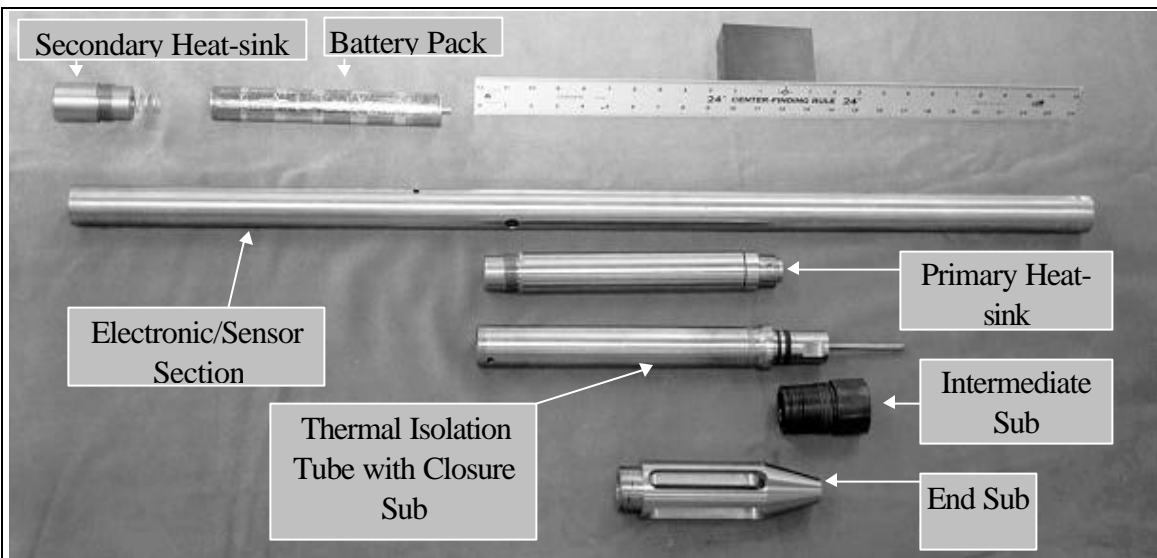 Secondary Heat-sink
Battery Pack
24" CENTER-FINDING RULE 24"
Primary Heat-
sink
Electronic/Sensor
Section
Intermediate
Sub
Thermal Isolation
Tube with Closure
Sub
End Sub